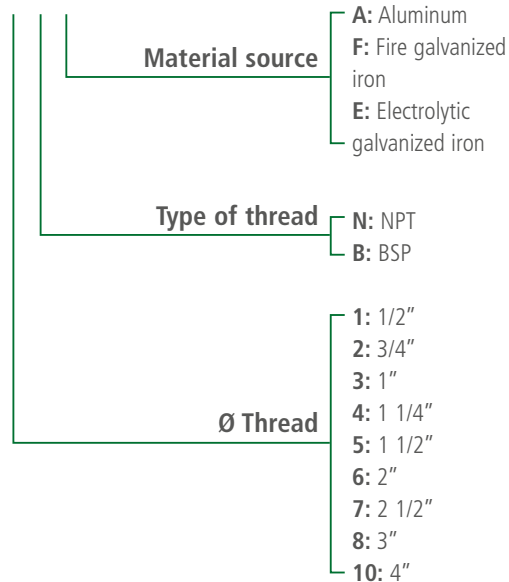 Material source
A: Aluminum
F: Fire galvanized
iron
E: Electrolytic
galvanized iron
Type of thread
N: NPT
B: BSP
Ø Thread
1: 1/2”
2: 3/4”
3: 1”
4: 1 1/4”
5: 1 1/2”
6: 2”
7: 2 1/2”
8: 3”
10: 4”